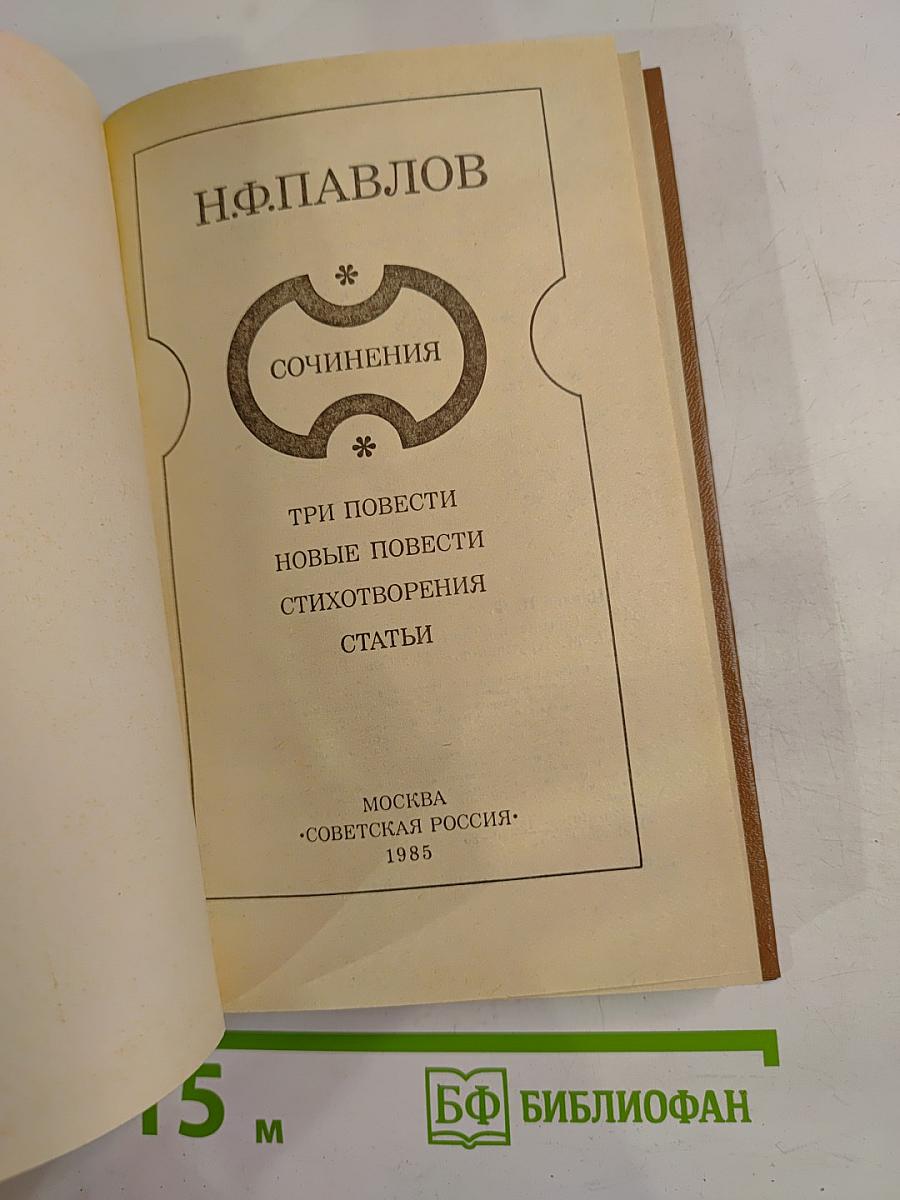 Н.Ф.ПАВЛОВ
*
СОЧИНЕНИЯ
*
ТРИ ПОВЕСТИ
НОВЫЕ ПОВЕСТИ
СТИХОТВОРЕНИЯ
СТАТЬИ
МОСКВА
•СОВЕТСКАЯ РОССИЯ•
1985
15 м
БФ БИБЛИОФАН